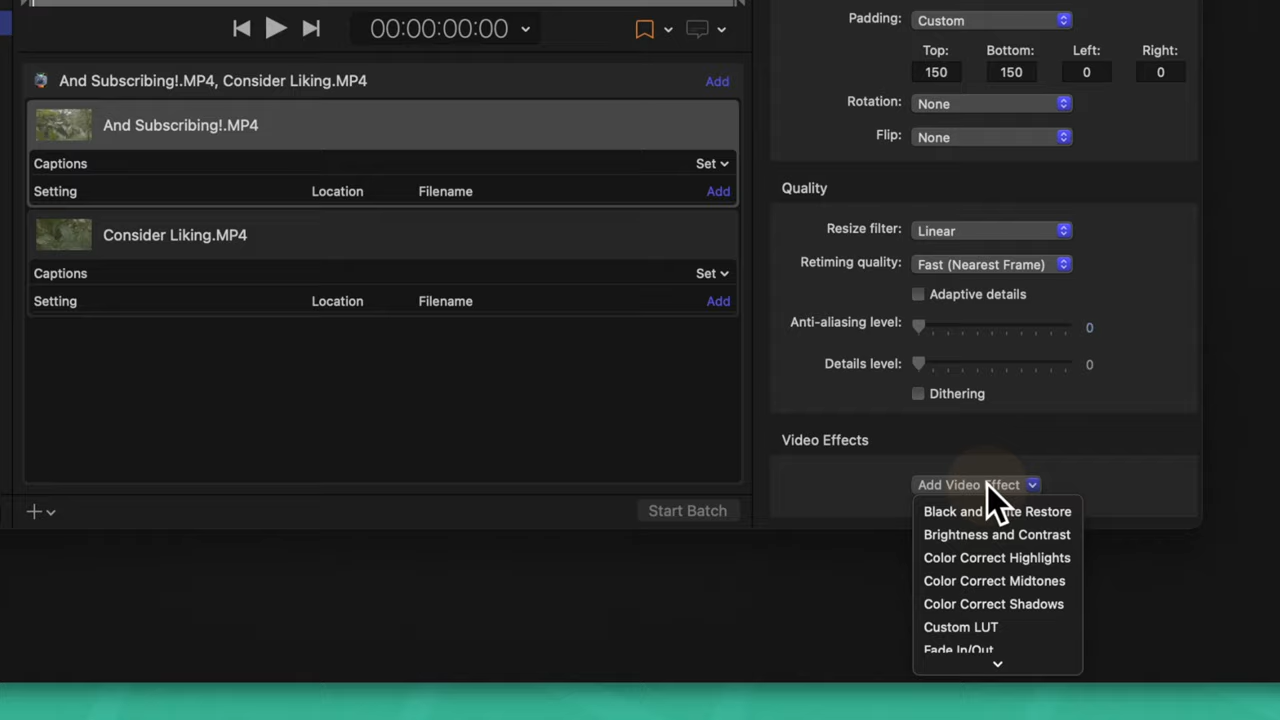 00:00:00:00
And Subscribing!.MP4, Consider Liking.MP4 Add
And Subscribing!.MP4
Captions Set
Setting Location Filename Add
Consider Liking.MP4
Captions Set
Setting Location Filename Add
Start Batch
Padding: Custom
Top: Bottom: Left: Right:
150 150 0 0
Rotation: None
Flip: None
Quality
Resize filter: Linear
Retiming quality: Fast (Nearest Frame)
Adaptive details
Anti-aliasing level: 0
Details level: 0
Dithering
Video Effects
Add Video Effect
Black and Restore
Brightness and Contrast
Color Correct Highlights
Color Correct Midtones
Color Correct Shadows
Custom LUT
Fade In/Out